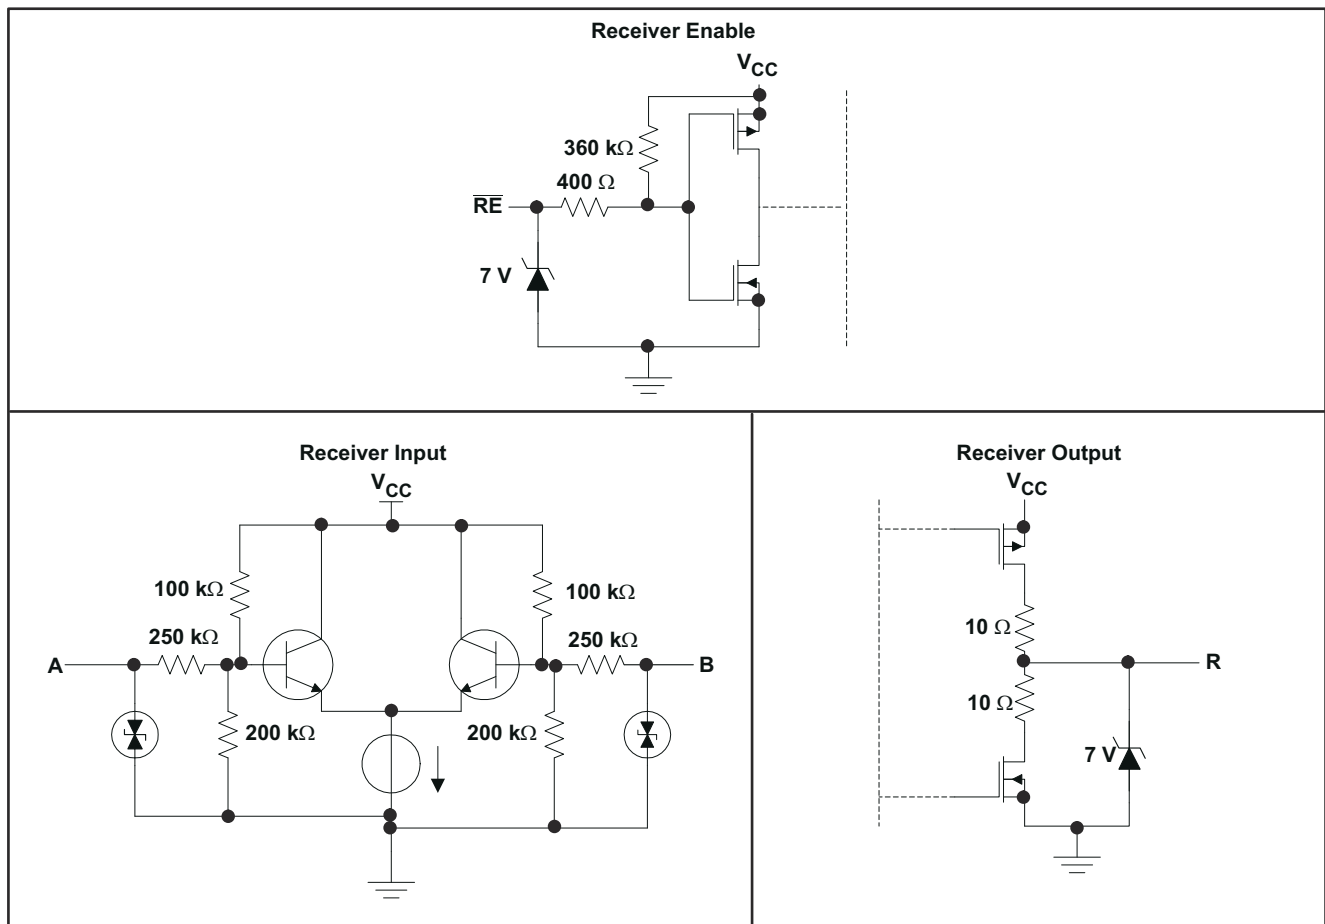 Receiver Enable
VCC
360 kΩ
400 Ω
RE
7 V
Receiver Input
VCC
100 kΩ
100 kΩ
250 kΩ
250 kΩ
A
B
200 kΩ
200 kΩ
Receiver Output
VCC
10 Ω
R
10 Ω
7 V